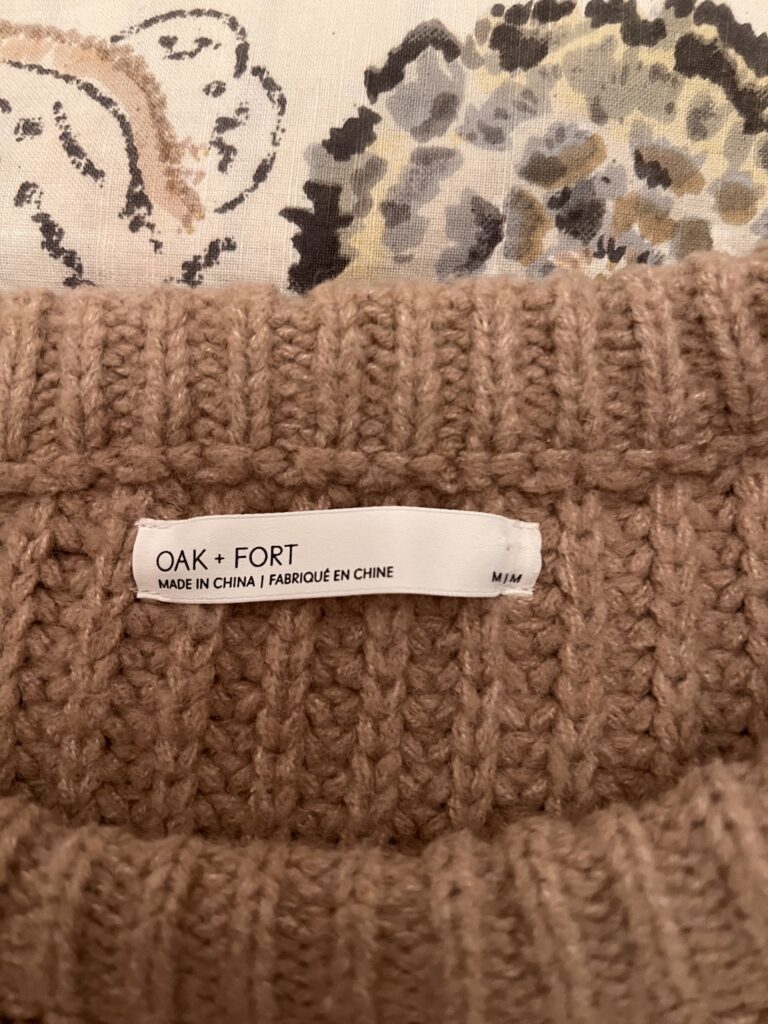 OAK + FORT
MADE IN CHINA | FABRIQUÉ EN CHINE
M | M